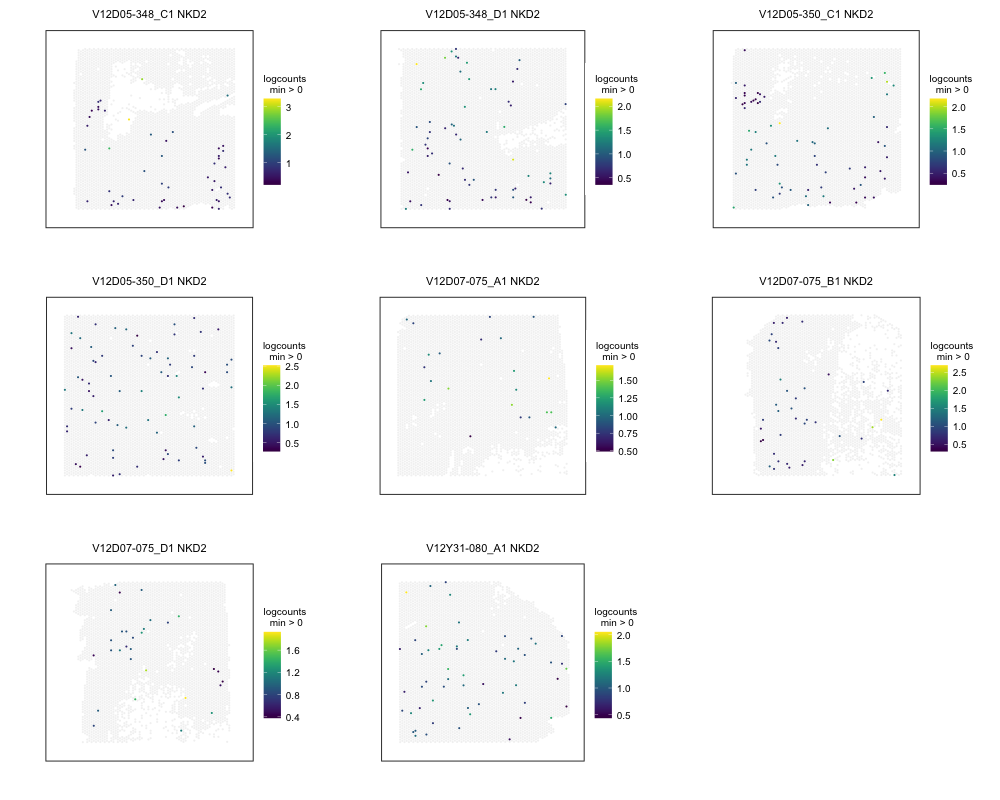 V12D05-348_C1 NKD2
logcounts
min > 0
3
2
1
V12D05-348_D1 NKD2
logcounts
min > 0
2.0
1.5
1.0
0.5
V12D05-350_C1 NKD2
logcounts
min > 0
2.0
1.5
1.0
0.5
V12D05-350_D1 NKD2
logcounts
min > 0
2.5
2.0
1.5
1.0
0.5
V12D07-075_A1 NKD2
logcounts
min > 0
1.50
1.25
1.00
0.75
0.50
V12D07-075_B1 NKD2
logcounts
min > 0
2.5
2.0
1.5
1.0
0.5
V12D07-075_D1 NKD2
logcounts
min > 0
1.6
1.2
0.8
0.4
V12Y31-080_A1 NKD2
logcounts
min > 0
2.0
1.5
1.0
0.5